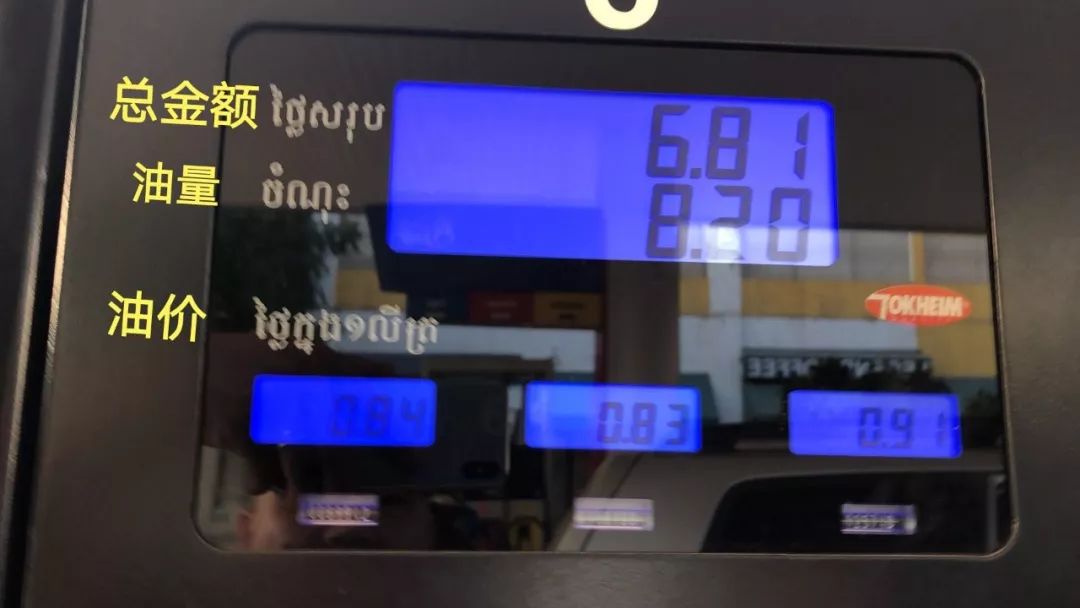 总金额 ថ្លៃសរុប 6.81
油量 ចំណុះ 8.20
油价 ថ្លៃក្នុង១លីត្រ
TOKHEIM
0.84 0.83 0.91